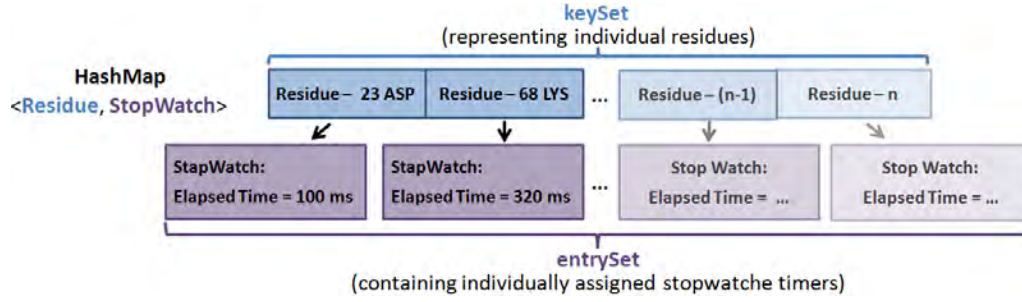 keySet
(representing individual residues)
HashMap
<Residue, StopWatch>
Residue – 23 ASP
Residue – 68 LYS
...
Residue – (n-1)
Residue – n
StapWatch:
Elapsed Time = 100 ms
StapWatch:
Elapsed Time = 320 ms
...
Stop Watch:
Elapsed Time = ...
Stop Watch:
Elapsed Time = ...
entrySet
(containing individually assigned stopwatche timers)